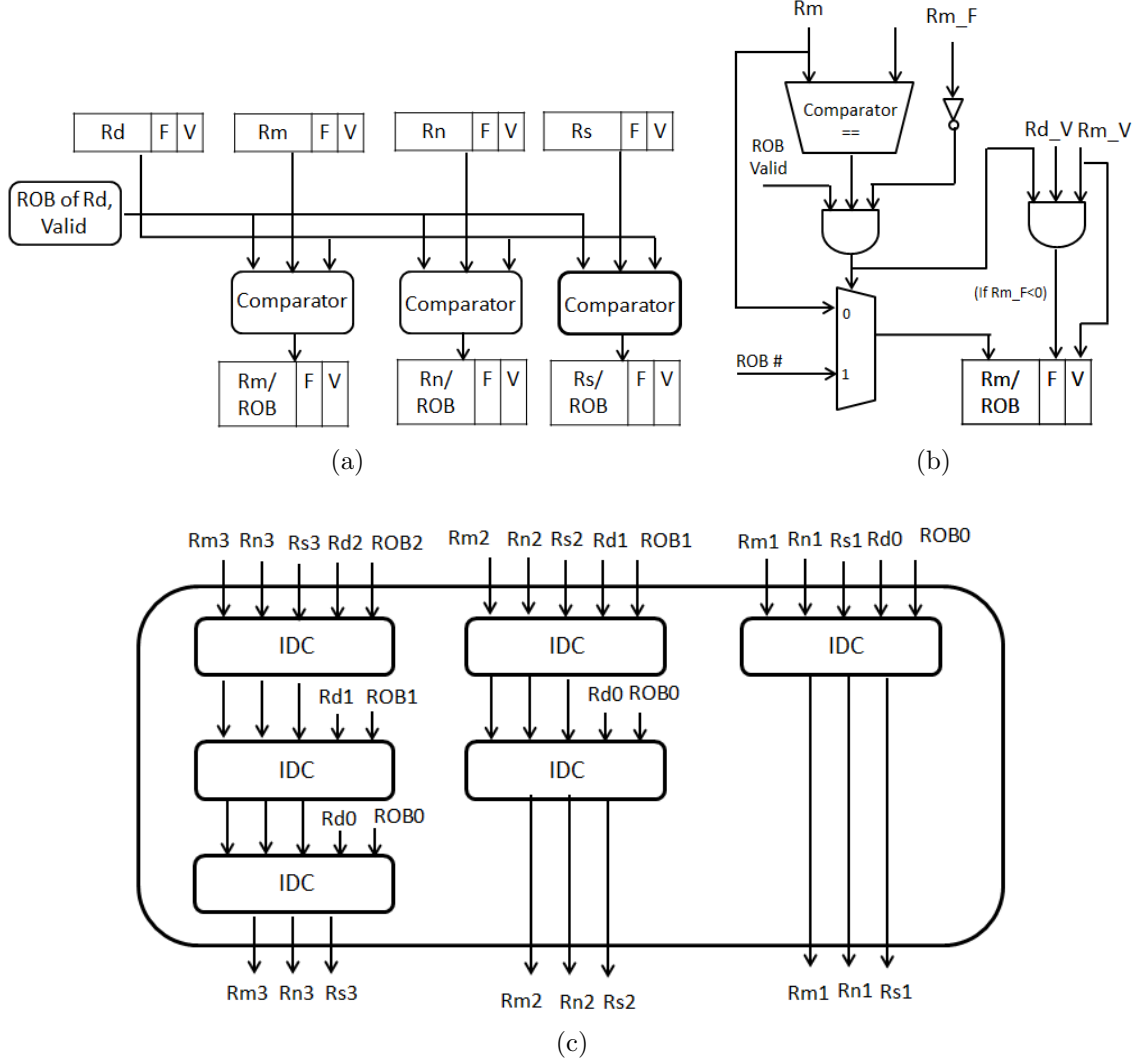 Rd F V
Rm F V
Rn F V
Rs F V
ROB of Rd,
Valid
Comparator
Comparator
Comparator
Rm/
ROB
F V
Rn/
ROB
F V
Rs/
ROB
F V
(a)
Rm
Rm_F
Comparator
==
ROB
Valid
Rd_V
Rm_V
(If Rm_F<0)
0
ROB #
1
Rm/
ROB
F V
(b)
Rm3 Rn3 Rs3 Rd2 ROB2
Rm2 Rn2 Rs2 Rd1 ROB1
Rm1 Rn1 Rs1 Rd0 ROB0
IDC
IDC
IDC
Rd1 ROB1
Rd0 ROB0
IDC
IDC
Rd0 ROB0
IDC
Rm3 Rn3 Rs3
Rm2 Rn2 Rs2
Rm1 Rn1 Rs1
(c)